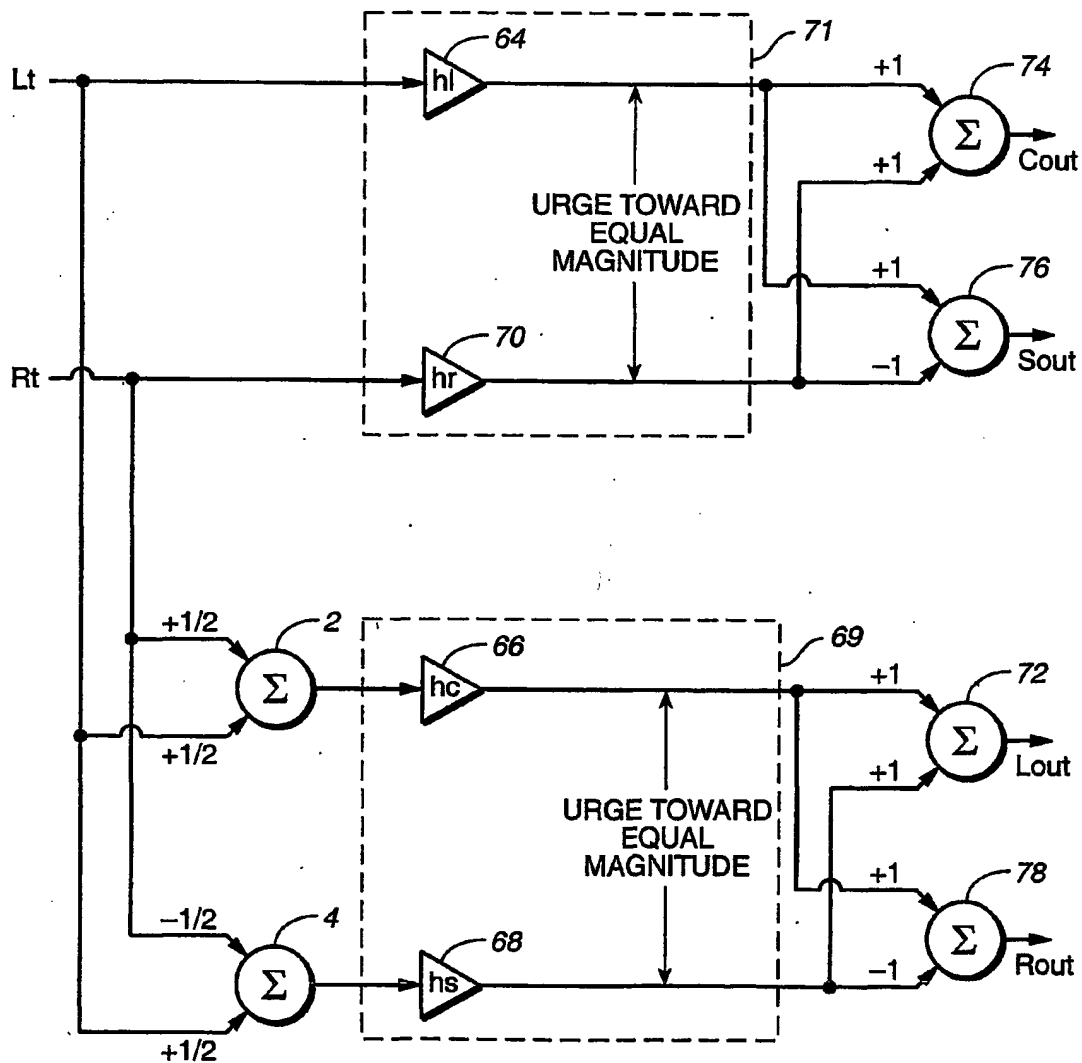 64
71
Lt
hl
+1
74
Σ
+1
Cout
URGE TOWARD
EQUAL
MAGNITUDE
+1
76
70
Σ
Rt
hr
−1
Sout
+1/2
2
66
69
Σ
hc
+1
72
+1/2
Σ
+1
Lout
URGE TOWARD
EQUAL
MAGNITUDE
+1
78
−1/2
4
68
Σ
Σ
hs
−1
Rout
+1/2